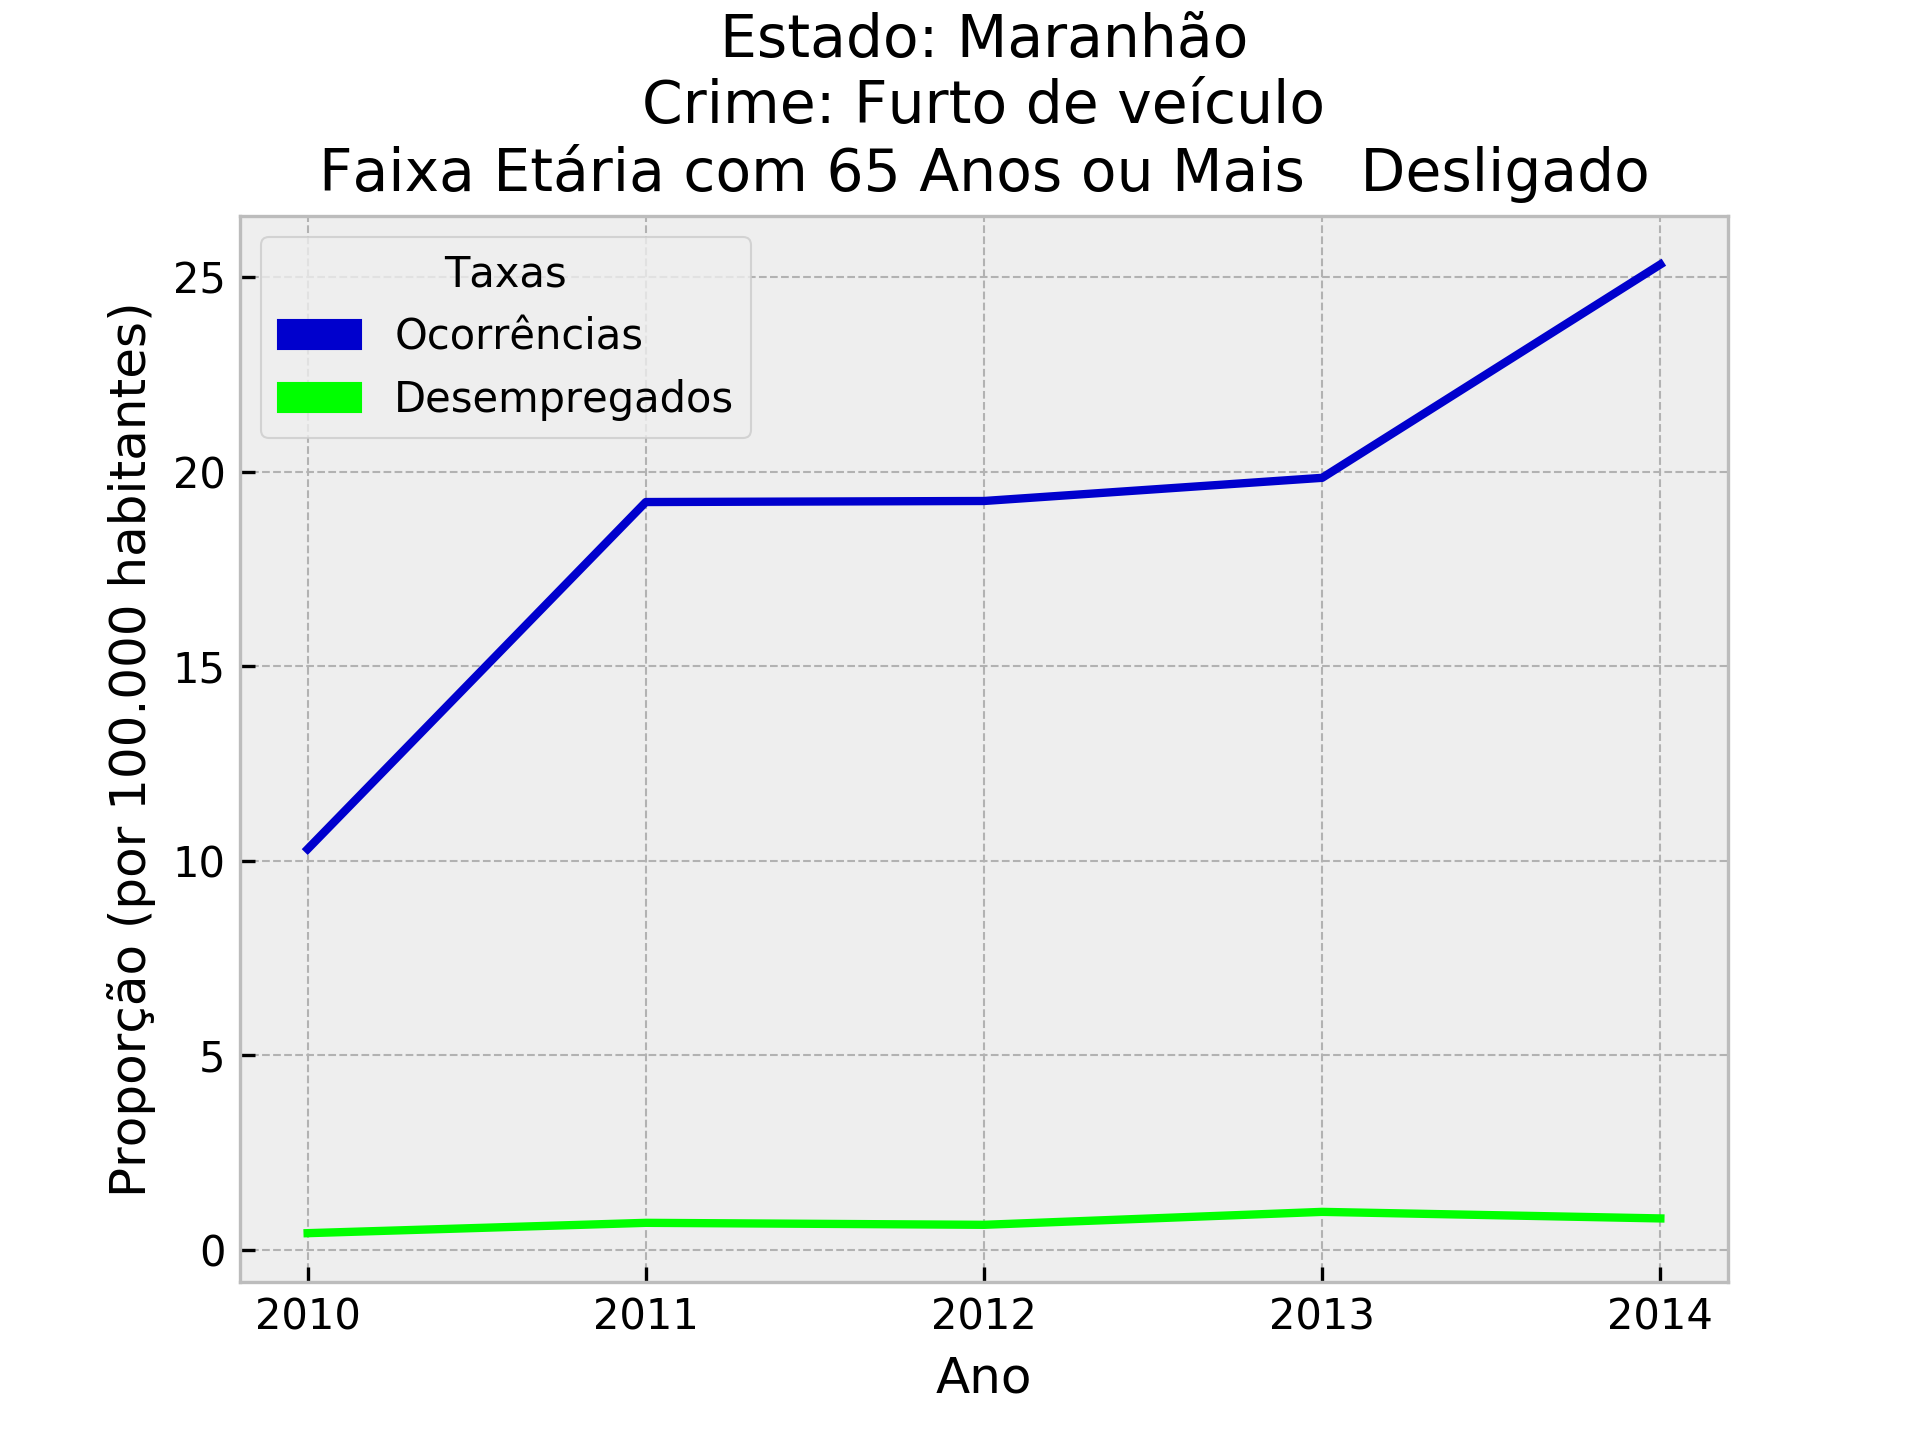 Estado: Maranhão
Crime: Furto de veículo
Faixa Etária com 65 Anos ou Mais   Desligado
Taxas
Ocorrências
Desempregados
Proporção (por 100.000 habitantes)
25
20
15
10
5
0
2010 2011 2012 2013 2014
Ano